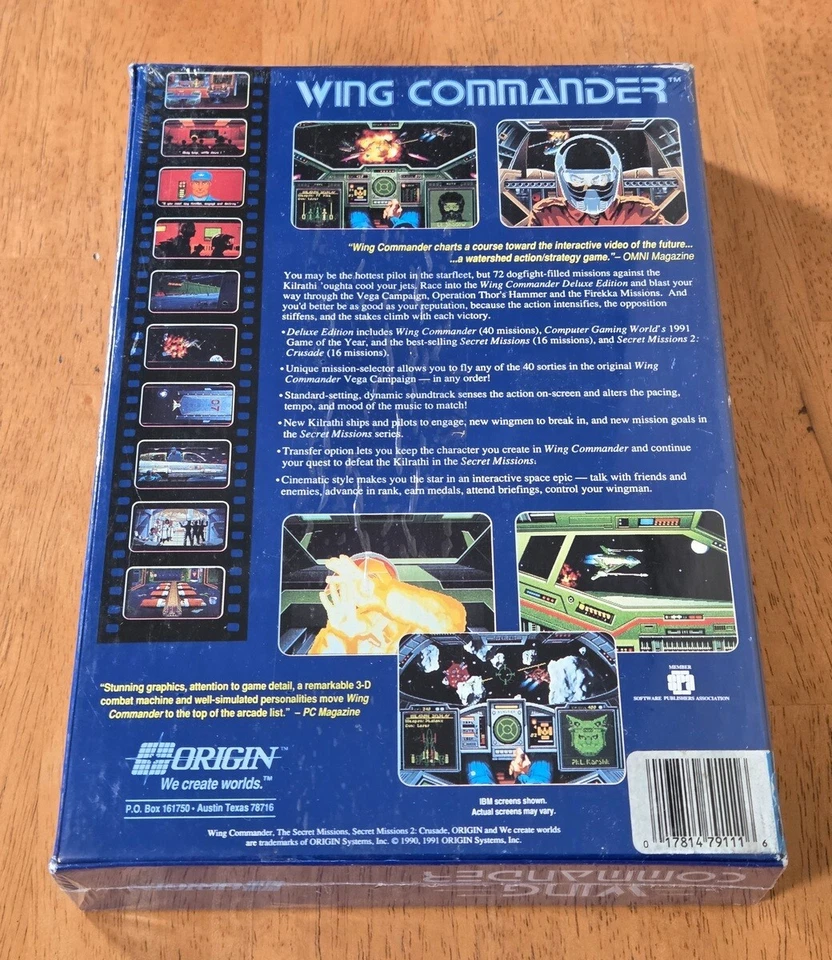 WING COMMANDER™
"Wing Commander charts a course toward the interactive video of the future...
...a watershed action/strategy game."– OMNI Magazine
You may be the hottest pilot in the starfleet, but 72 dogfight-filled missions against the
Kilrathi 'oughta cool your jets. Race into the Wing Commander Deluxe Edition and blast your
way through the Vega Campaign, Operation Thor's Hammer and the Firekka Missions. And
you'd better be as good as your reputation, because the action intensifies, the opposition
stiffens, and the stakes climb with each victory.
• Deluxe Edition includes Wing Commander (40 missions), Computer Gaming World's 1991
Game of the Year, and the best-selling Secret Missions (16 missions), and Secret Missions 2:
Crusade (16 missions).
• Unique mission-selector allows you to fly any of the 40 sorties in the original Wing
Commander Vega Campaign — in any order!
• Standard-setting, dynamic soundtrack senses the action on-screen and alters the pacing,
tempo, and mood of the music to match!
• New Kilrathi ships and pilots to engage, new wingmen to break in, and new mission goals in
the Secret Missions series.
• Transfer option lets you keep the character you create in Wing Commander and continue
your quest to defeat the Kilrathi in the Secret Missions.
• Cinematic style makes you the star in an interactive space epic — talk with friends and
enemies, advance in rank, earn medals, attend briefings, control your wingman.
"Stunning graphics, attention to game detail, a remarkable 3-D
combat machine and well-simulated personalities move Wing
Commander to the top of the arcade list." – PC Magazine
MEMBER
SOFTWARE PUBLISHERS ASSOCIATION
ORIGIN™
We create worlds.™
P.O. Box 161750 • Austin Texas 78716
IBM screens shown.
Actual screens may vary.
Wing Commander, The Secret Missions, Secret Missions 2: Crusade, ORIGIN and We create worlds
are trademarks of ORIGIN Systems, Inc. © 1990, 1991 ORIGIN Systems, Inc.
0 17814 79111 6
WING
COMMANDER